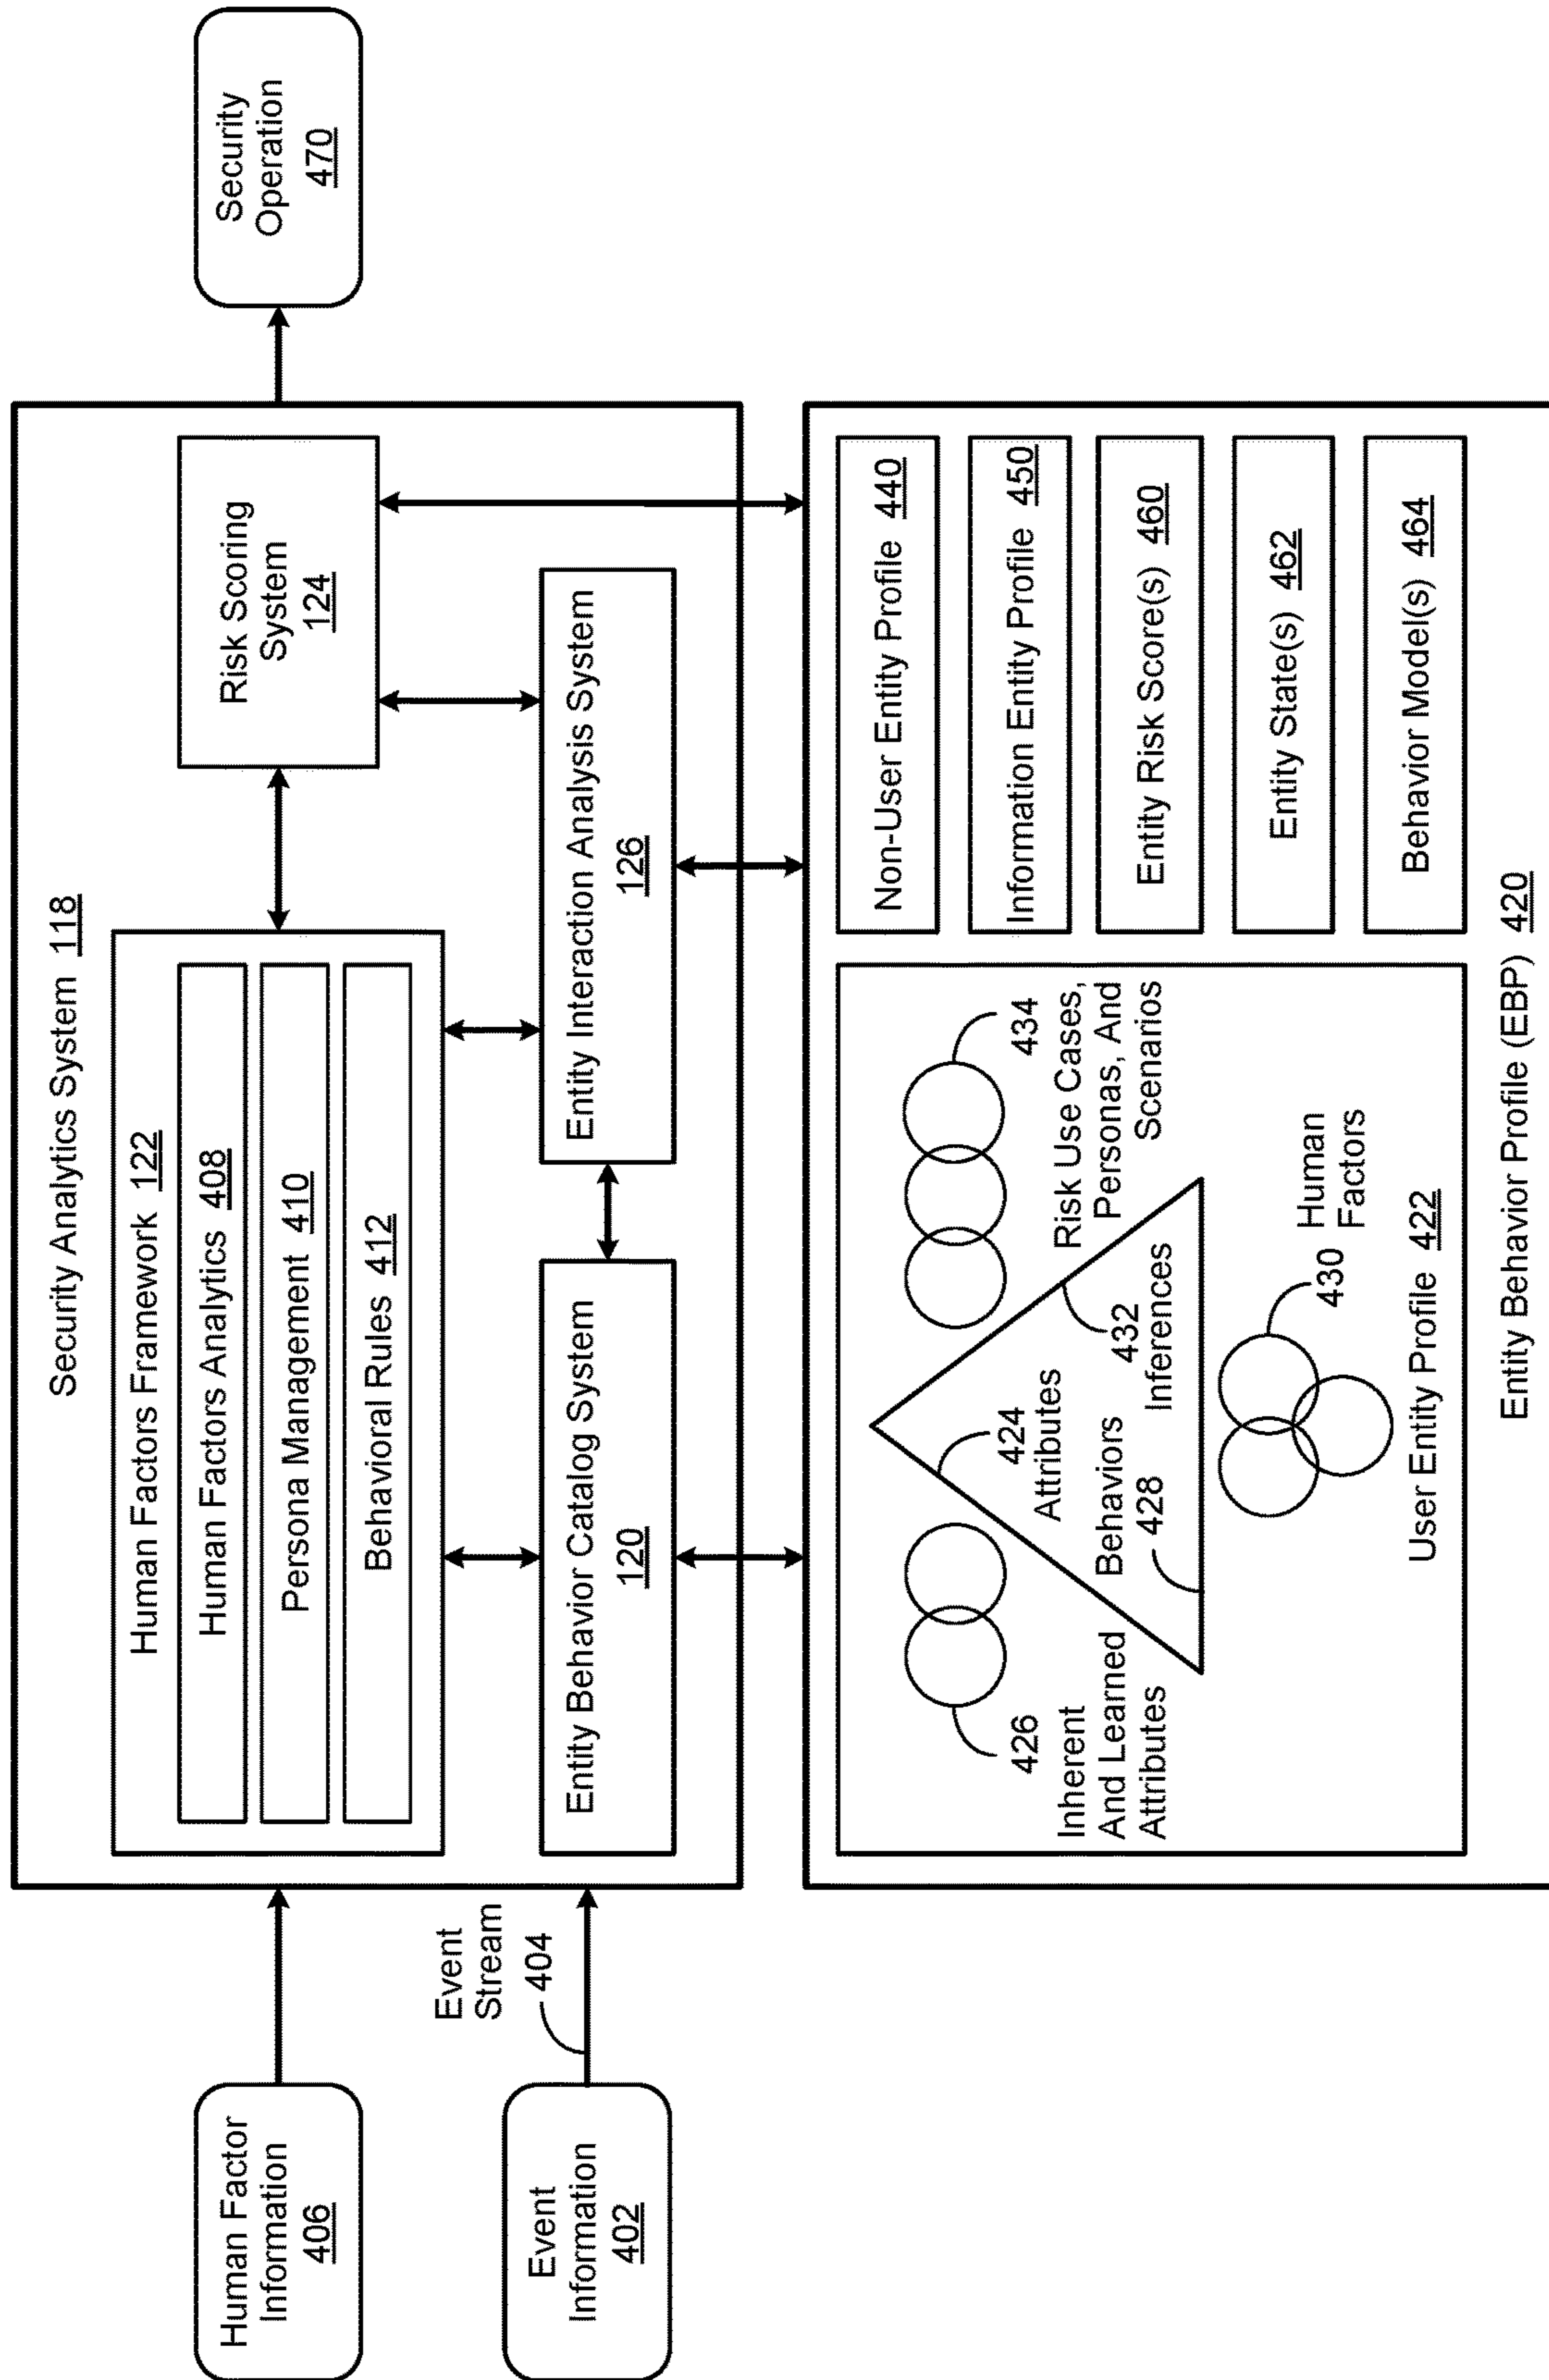 Human Factor
Information
406
Event
Information
402
Event
Stream
404
Security Analytics System 118
Human Factors Framework 122
Human Factors Analytics 408
Persona Management 410
Behavioral Rules 412
Risk Scoring
System
124
Entity Behavior Catalog System
120
Entity Interaction Analysis System
126
Security
Operation
470
426
Inherent
And Learned
Attributes
424
Attributes
Behaviors
428
432
Inferences
434
Risk Use Cases,
Personas, And
Scenarios
430
Human
Factors
User Entity Profile 422
Non-User Entity Profile 440
Information Entity Profile 450
Entity Risk Score(s) 460
Entity State(s) 462
Behavior Model(s) 464
Entity Behavior Profile (EBP) 420